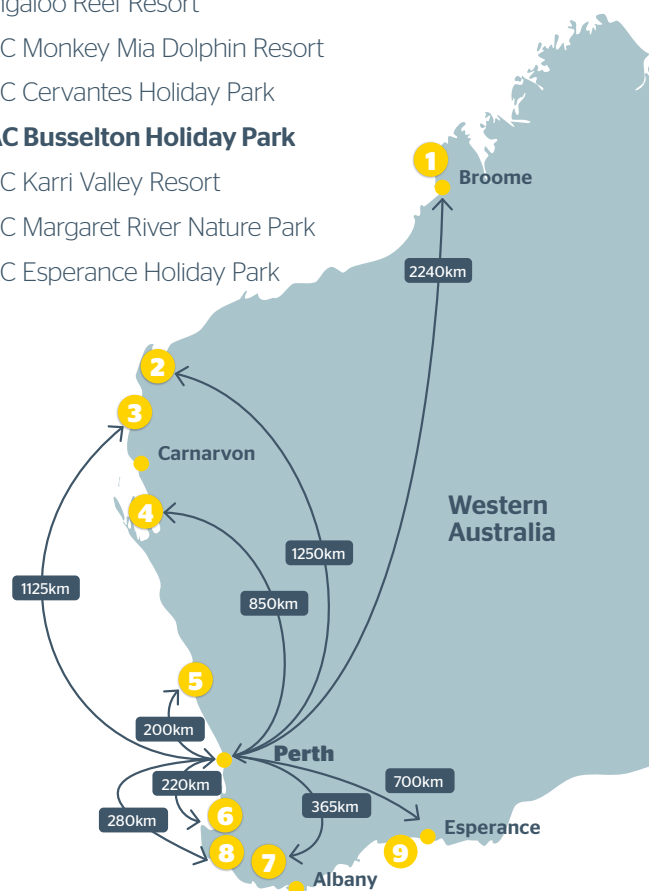 Reef Resort
Monkey Mia Dolphin Resort
Cervantes Holiday Park
Busselton Holiday Park
Karri Valley Resort
Margaret River Nature Park
Esperance Holiday Park
1
Broome
2240km
2
3
Carnarvon
4
Western
Australia
1250km
1125km
850km
5
200km
Perth
700km
220km
365km
280km
6
Esperance
8
7
9
Albany